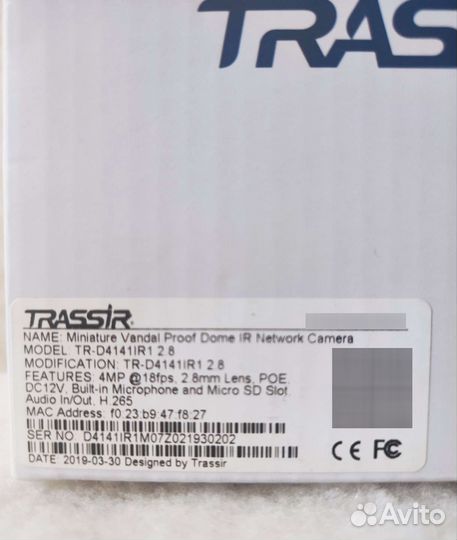 TRAS
TRASSIR
NAME: Miniature Vandal Proof Dome IR Network Camera
MODEL: TR-D4141IR1 2.8
MODIFICATION: TR-D4141IR1 2.8
FEATURES: 4MP @18fps, 2.8mm Lens, POE,
DC12V, Built-in Microphone and Micro SD Slot,
Audio In/Out, H.265
MAC Address: f0:23:b9:47:f8:27
SER NO.: D4141IR1M07Z021930202
DATE: 2019-03-30 Designed by Trassir
CE FC
Avito